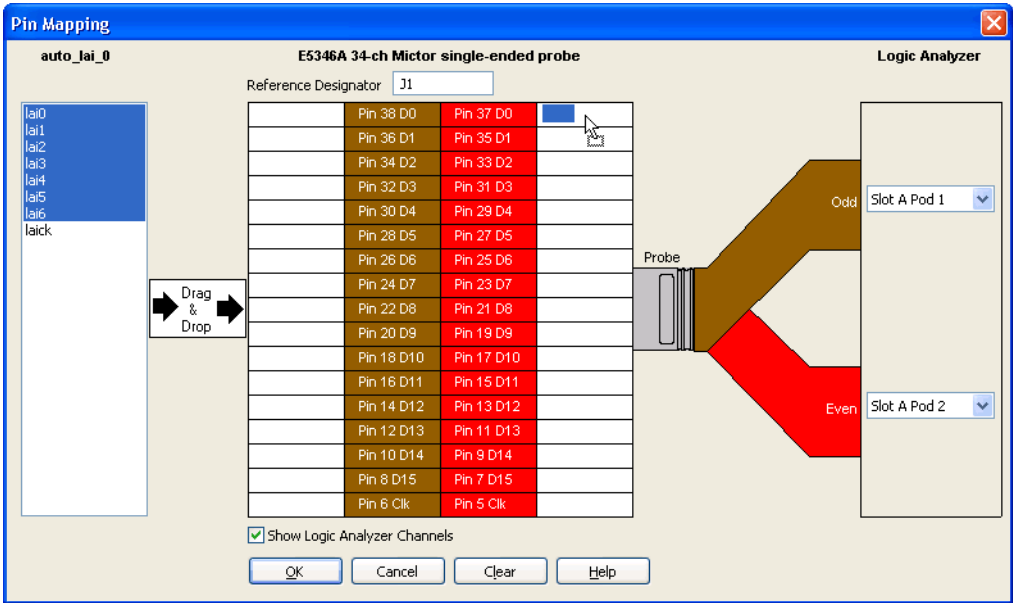 Pin Mapping
auto_lai_0 E5346A 34-ch Mictor single-ended probe Logic Analyzer
Reference Designator J1
lai0
lai1
lai2
lai3
lai4
lai5
lai6
laick
Drag
&
Drop
Pin 38 D0 Pin 37 D0
Pin 36 D1 Pin 35 D1
Pin 34 D2 Pin 33 D2
Pin 32 D3 Pin 31 D3
Pin 30 D4 Pin 29 D4
Pin 28 D5 Pin 27 D5
Pin 26 D6 Pin 25 D6
Pin 24 D7 Pin 23 D7
Pin 22 D8 Pin 21 D8
Pin 20 D9 Pin 19 D9
Pin 18 D10 Pin 17 D10
Pin 16 D11 Pin 15 D11
Pin 14 D12 Pin 13 D12
Pin 12 D13 Pin 11 D13
Pin 10 D14 Pin 9 D14
Pin 8 D15 Pin 7 D15
Pin 6 Clk Pin 5 Clk
Probe
Odd Slot A Pod 1
Even Slot A Pod 2
Show Logic Analyzer Channels
OK Cancel Clear Help